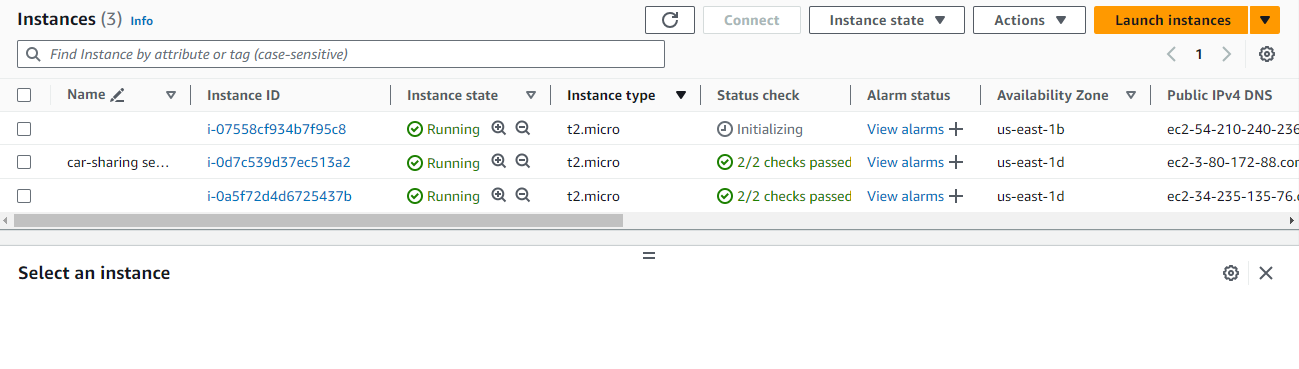 Instances (3) Info
Connect Instance state Actions Launch instances
Find Instance by attribute or tag (case-sensitive) 1
Name Instance ID Instance state Instance type Status check Alarm status Availability Zone Public IPv4 DNS
i-07558cf934b7f95c8 Running t2.micro Initializing View alarms us-east-1b ec2-54-210-240-236
car-sharing se... i-0d7c539d37ec513a2 Running t2.micro 2/2 checks passed View alarms us-east-1d ec2-3-80-172-88.com
i-0a5f72d4d6725437b Running t2.micro 2/2 checks passed View alarms us-east-1d ec2-34-235-135-76.c
Select an instance